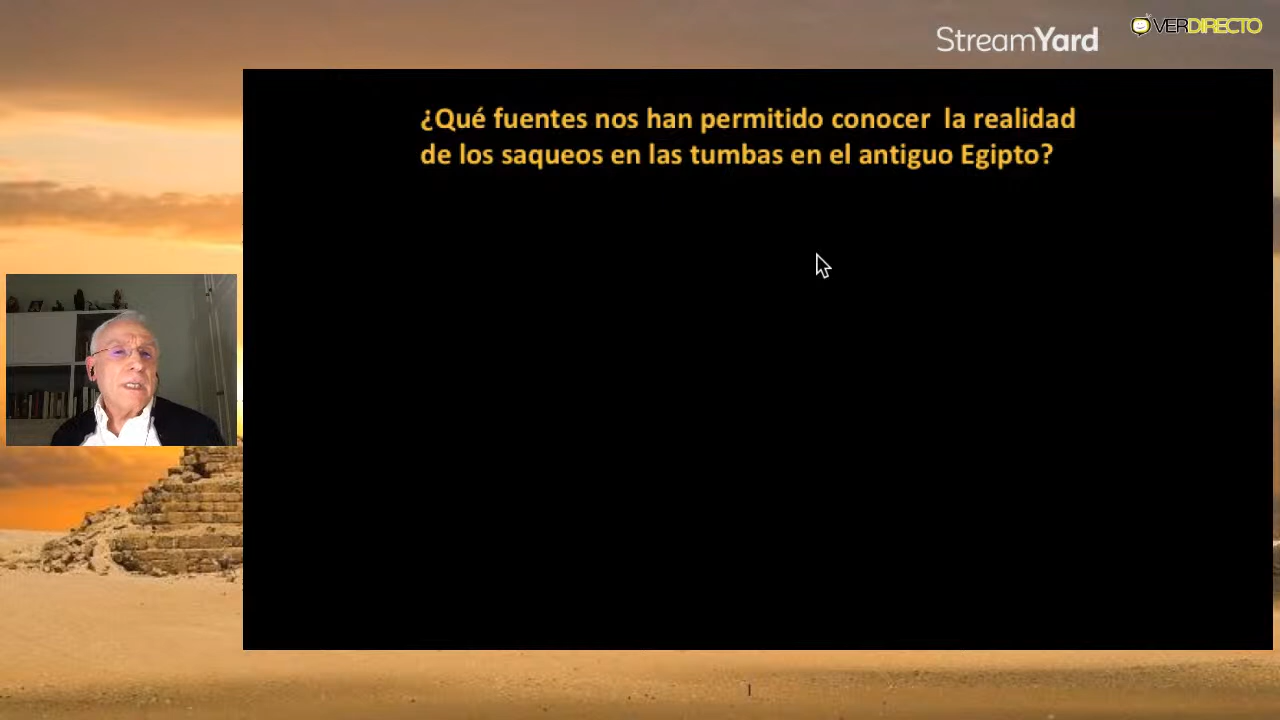 StreamYard
OVERDIRECTO
¿Qué fuentes nos han permitido conocer la realidad
de los saqueos en las tumbas en el antiguo Egipto?